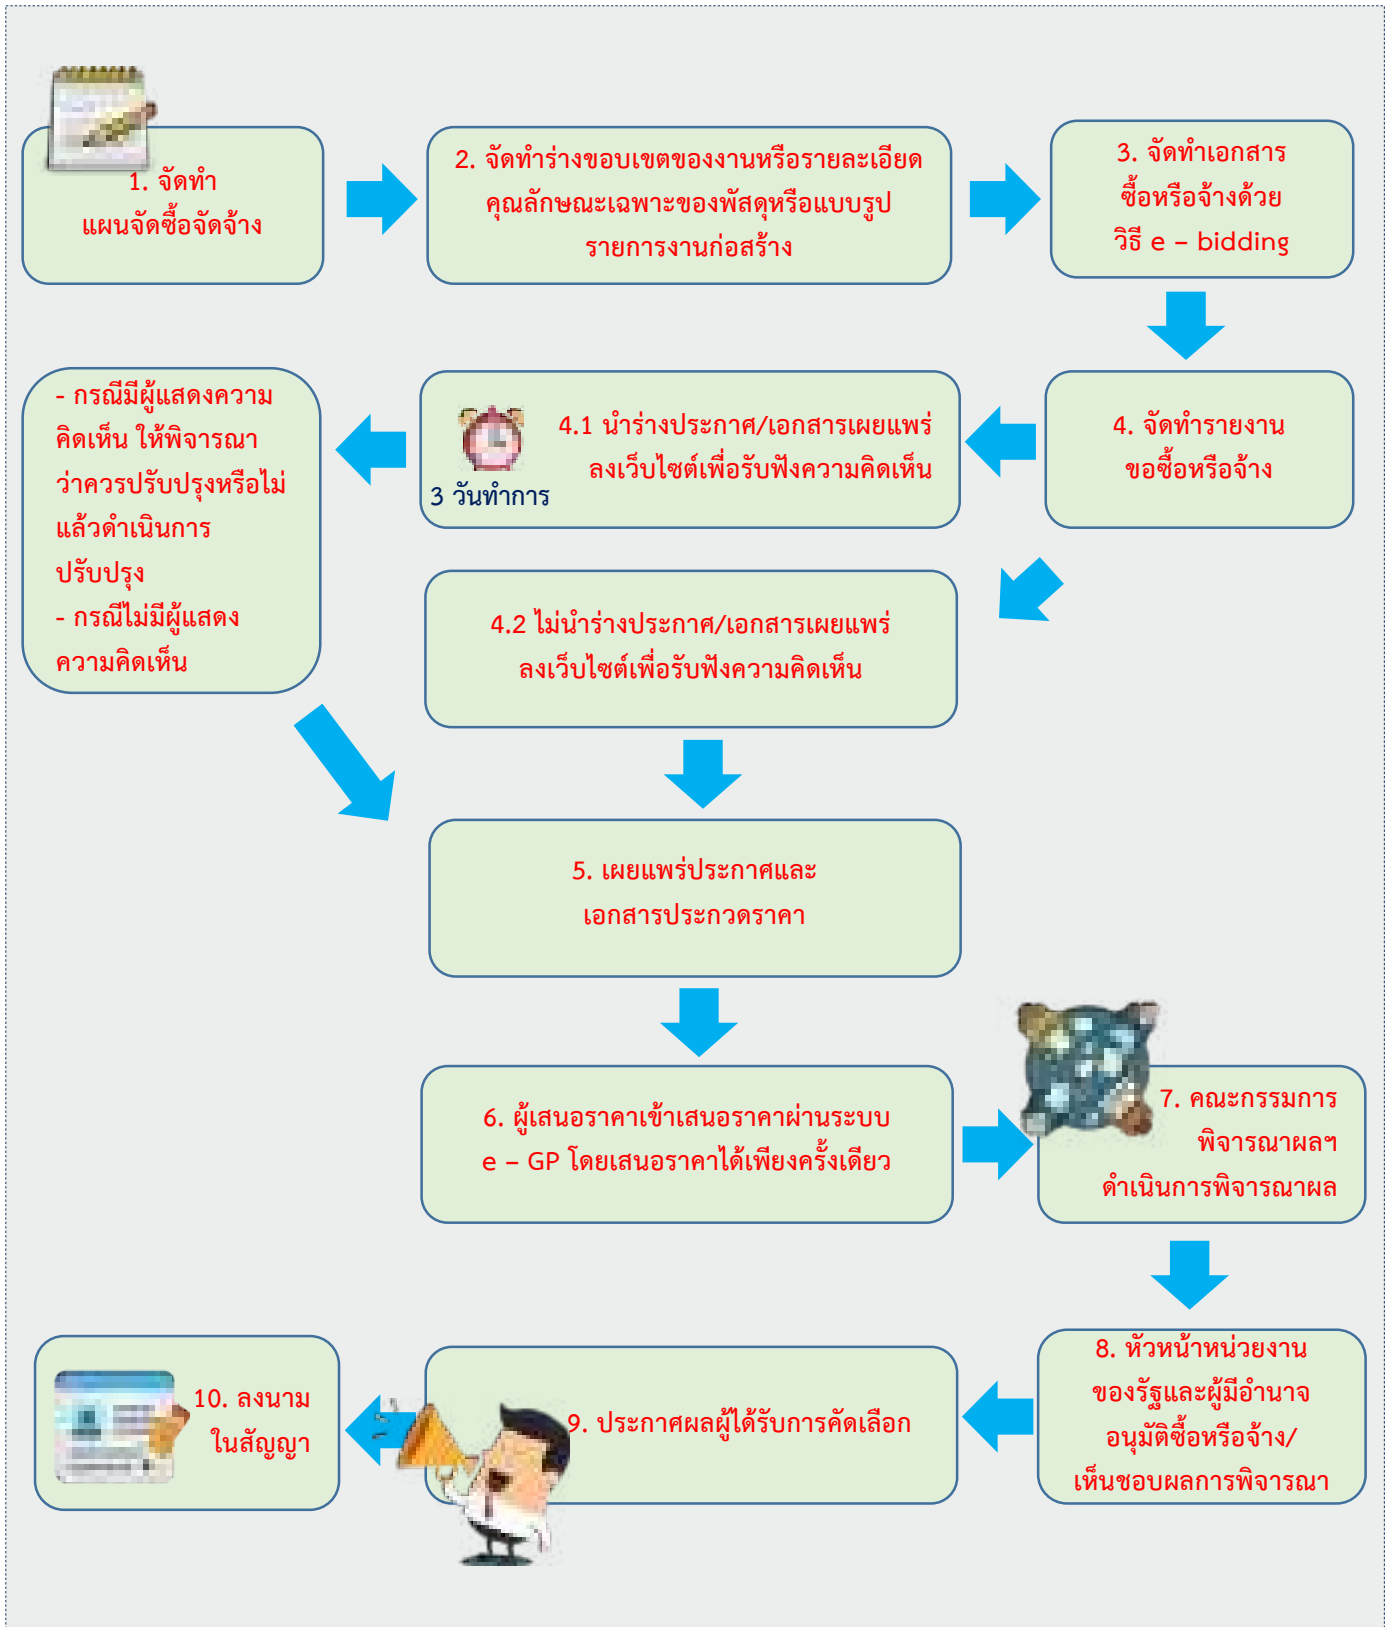 1. จัดทำ
แผนจัดซื้อจัดจ้าง
2. จัดทำร่างขอบเขตของงานหรือรายละเอียด
คุณลักษณะเฉพาะของพัสดุหรือแบบรูป
รายการงานก่อสร้าง
3. จัดทำเอกสาร
ซื้อหรือจ้างด้วย
วิธี e – bidding
4. จัดทำรายงาน
ขอซื้อหรือจ้าง
4.1 นำร่างประกาศ/เอกสารเผยแพร่
ลงเว็บไซต์เพื่อรับฟังความคิดเห็น
3 วันทำการ
- กรณีมีผู้แสดงความ
คิดเห็น ให้พิจารณา
ว่าควรปรับปรุงหรือไม่
แล้วดำเนินการ
ปรับปรุง
- กรณีไม่มีผู้แสดง
ความคิดเห็น
4.2 ไม่นำร่างประกาศ/เอกสารเผยแพร่
ลงเว็บไซต์เพื่อรับฟังความคิดเห็น
5. เผยแพร่ประกาศและ
เอกสารประกวดราคา
6. ผู้เสนอราคาเข้าเสนอราคาผ่านระบบ
e – GP โดยเสนอราคาได้เพียงครั้งเดียว
7. คณะกรรมการ
พิจารณาผลฯ
ดำเนินการพิจารณาผล
8. หัวหน้าหน่วยงาน
ของรัฐและผู้มีอำนาจ
อนุมัติซื้อหรือจ้าง/
เห็นชอบผลการพิจารณา
9. ประกาศผลผู้ได้รับการคัดเลือก
10. ลงนาม
ในสัญญา